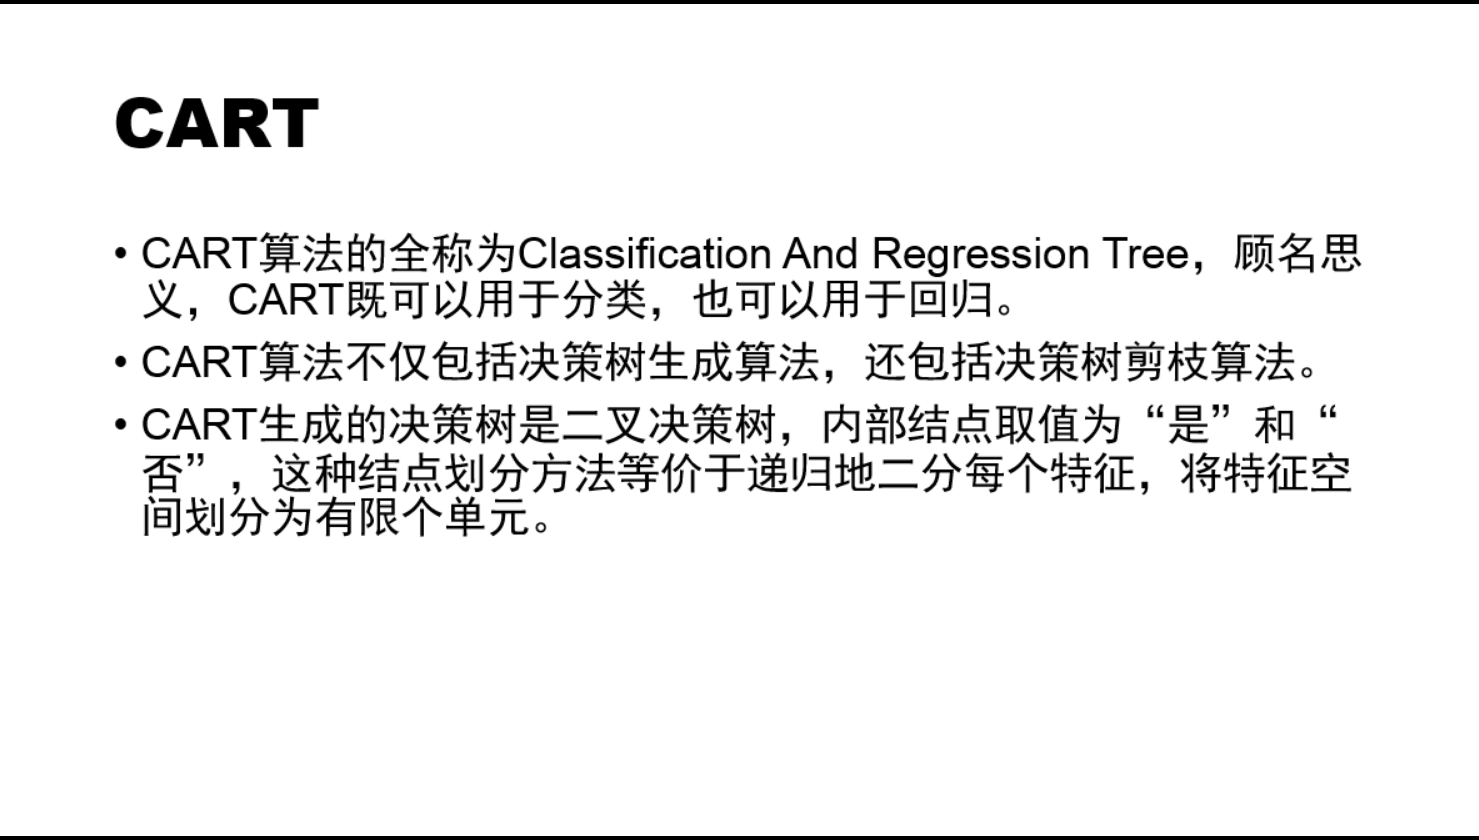 CART
• CART算法的全称为Classification And Regression Tree，顾名思
义，CART既可以用于分类，也可以用于回归。
• CART算法不仅包括决策树生成算法，还包括决策树剪枝算法。
• CART生成的决策树是二叉决策树，内部结点取值为“是”和“
否”，这种结点划分方法等价于递归地二分每个特征，将特征空
间划分为有限个单元。